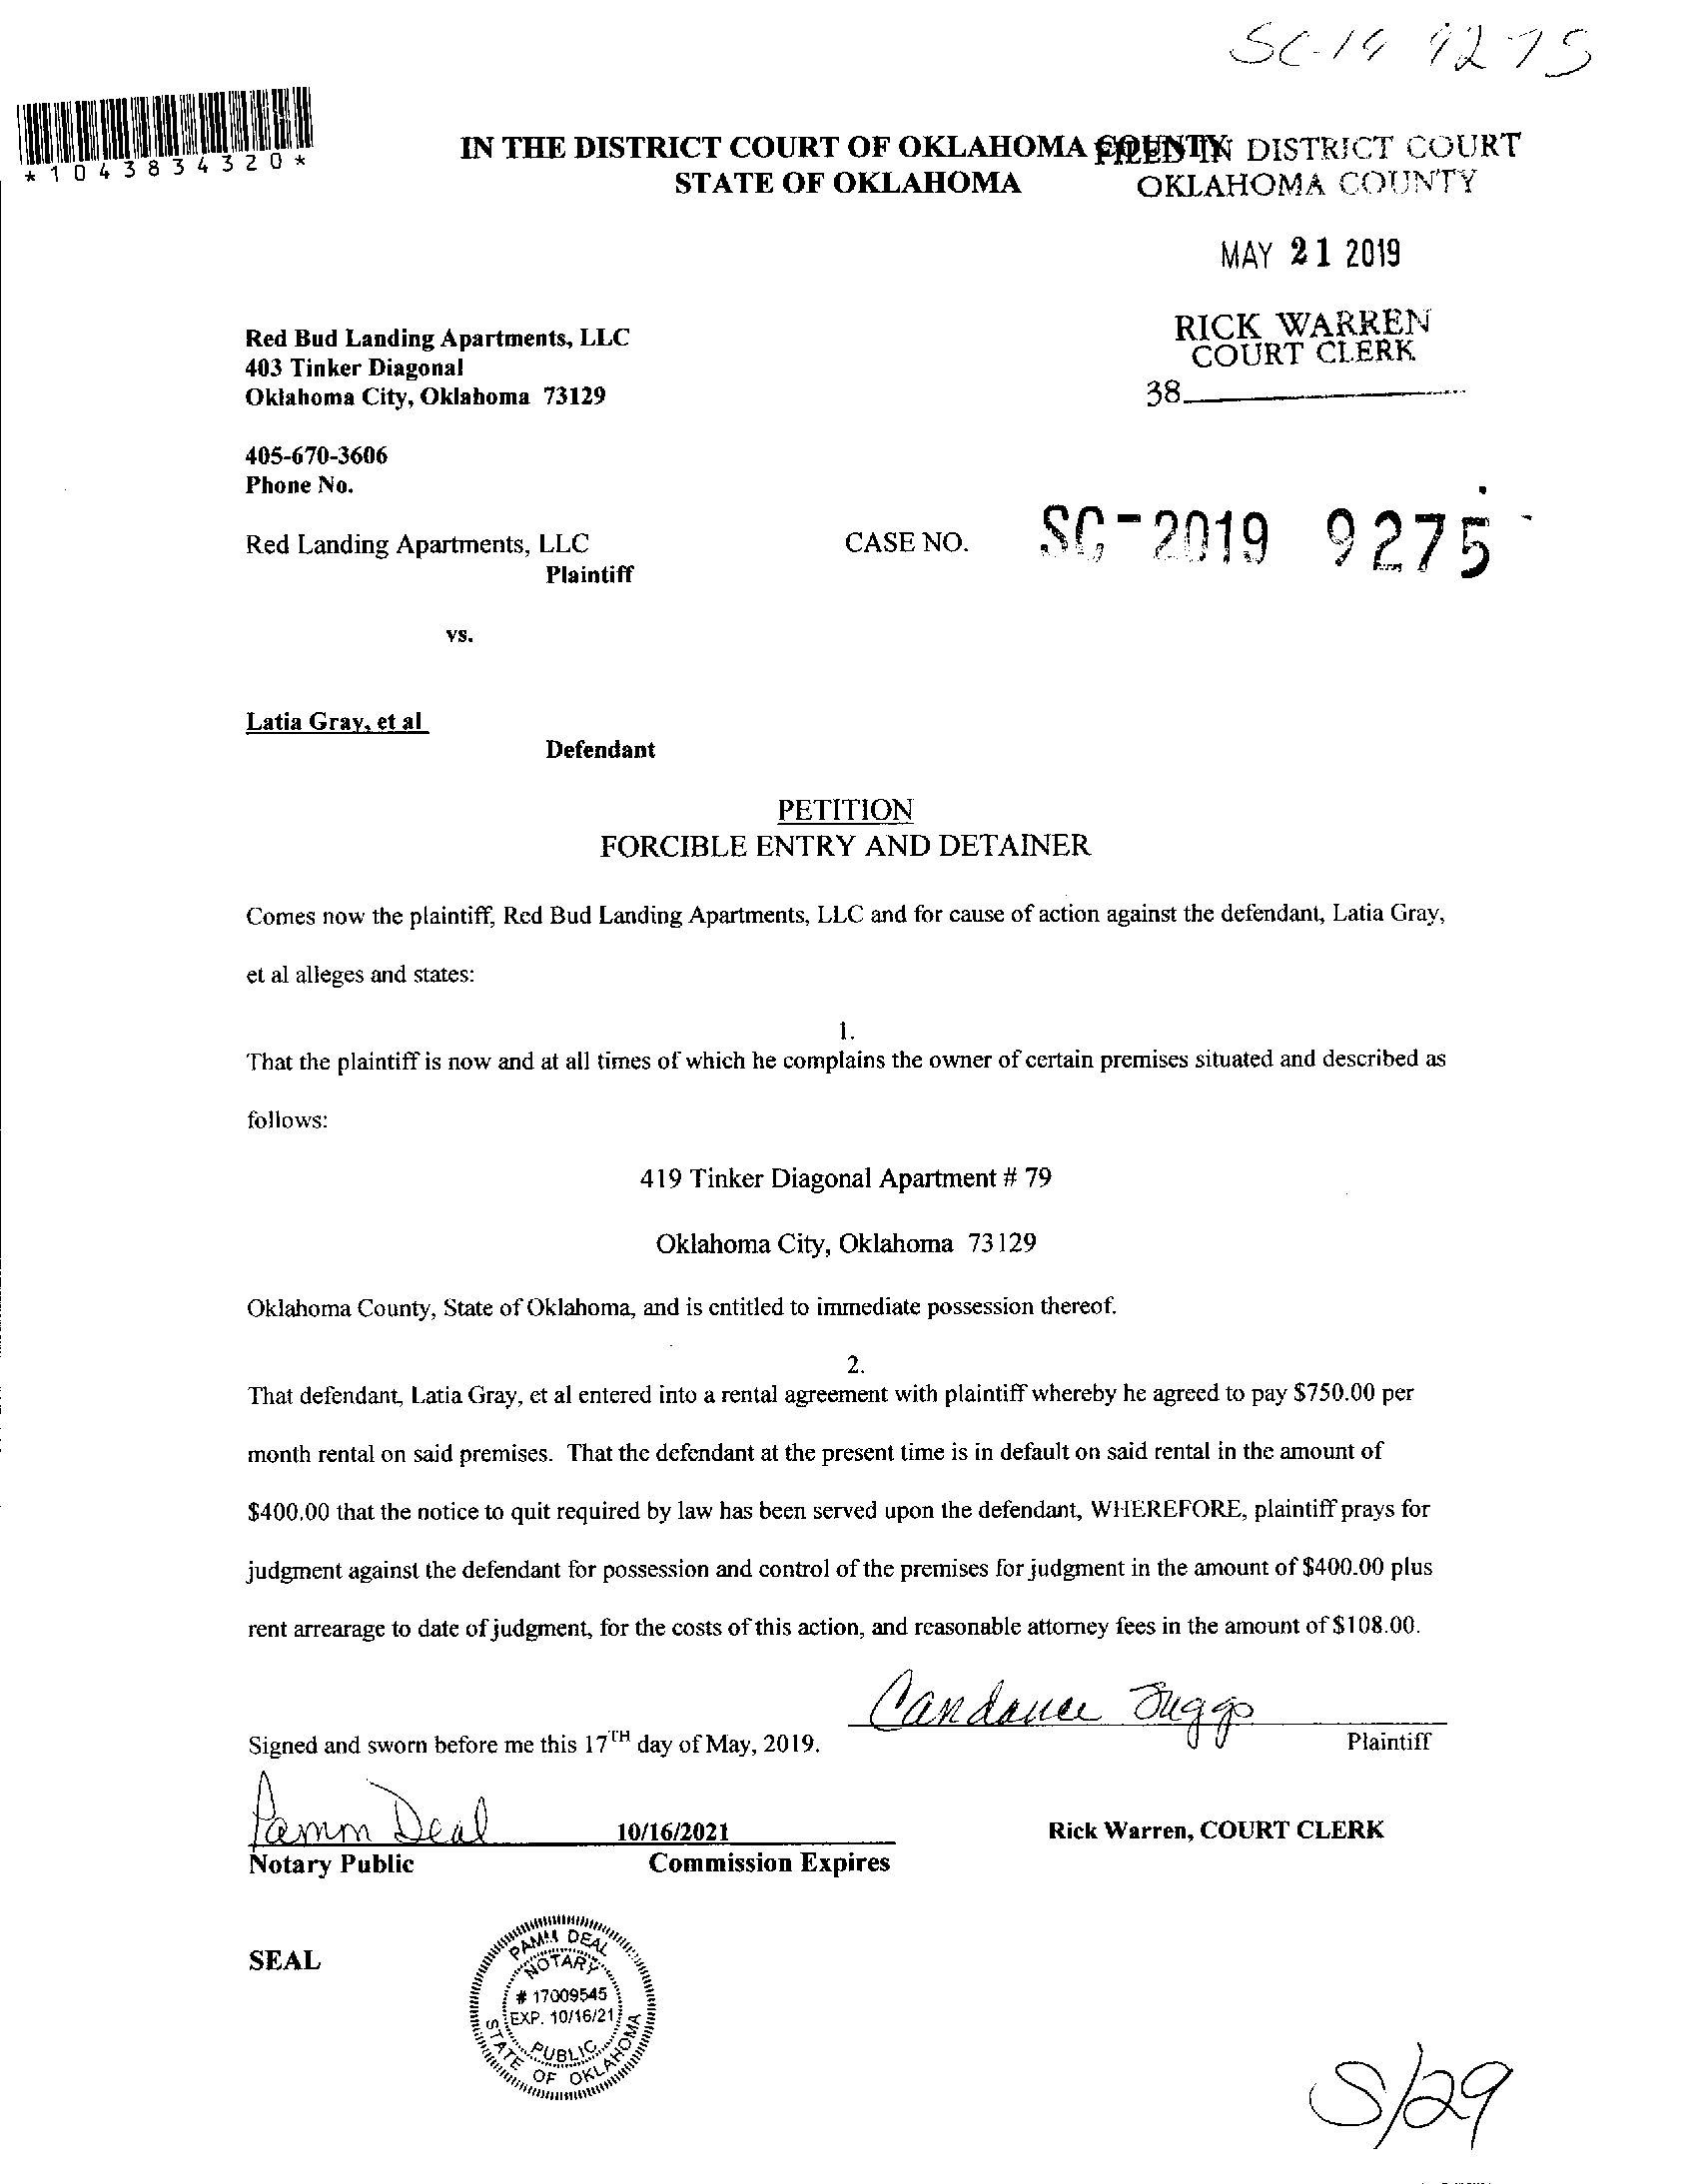 SC-19 9275
*1043834320*
IN THE DISTRICT COURT OF OKLAHOMA COUNTY
STATE OF OKLAHOMA
FILED IN DISTRICT COURT
OKLAHOMA COUNTY
MAY 21 2019
RICK WARREN
COURT CLERK
38
Red Bud Landing Apartments, LLC
403 Tinker Diagonal
Oklahoma City, Oklahoma 73129
405-670-3606
Phone No.
Red Landing Apartments, LLC
Plaintiff
CASE NO. SC-2019 9275
vs.
Latia Gray, et al
Defendant
PETITION
FORCIBLE ENTRY AND DETAINER
Comes now the plaintiff, Red Bud Landing Apartments, LLC and for cause of action against the defendant, Latia Gray,
et al alleges and states:
1.
That the plaintiff is now and at all times of which he complains the owner of certain premises situated and described as
follows:
419 Tinker Diagonal Apartment # 79
Oklahoma City, Oklahoma 73129
Oklahoma County, State of Oklahoma, and is entitled to immediate possession thereof.
2.
That defendant, Latia Gray, et al entered into a rental agreement with plaintiff whereby he agreed to pay $750.00 per
month rental on said premises. That the defendant at the present time is in default on said rental in the amount of
$400.00 that the notice to quit required by law has been served upon the defendant, WHEREFORE, plaintiff prays for
judgment against the defendant for possession and control of the premises for judgment in the amount of $400.00 plus
rent arrearage to date of judgment, for the costs of this action, and reasonable attorney fees in the amount of $108.00.
Candance Suggs
Signed and sworn before me this 17TH day of May, 2019.
Plaintiff
Pamm Deal 10/16/2021
Notary Public Commission Expires
Rick Warren, COURT CLERK
SEAL
PAMM DEAL
NOTARY
# 17009545
EXP. 10/16/21
PUBLIC
STATE OF OKLAHOMA
5/29